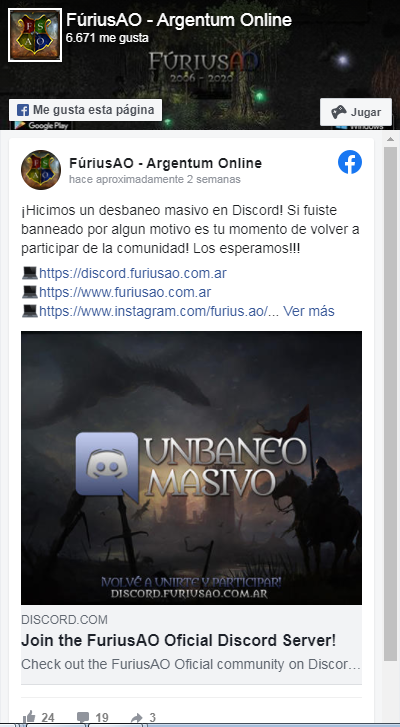 FúriusAO - Argentum Online
6.671 me gusta
FÚRIUSAO
2006 - 2020
Me gusta esta página
Jugar
Google Play
Windows
FúriusAO - Argentum Online
hace aproximadamente 2 semanas
¡Hicimos un desbaneo masivo en Discord! Si fuiste
banneado por algun motivo es tu momento de volver a
participar de la comunidad! Los esperamos!!!
https://discord.furiusao.com.ar
https://www.furiusao.com.ar
https://www.instagram.com/furius.ao/... Ver más
UNBANEO
MASIVO
¡VOLVÉ A UNIRTE Y PARTICIPAR!
DISCORD.FURIUSAO.COM.AR
DISCORD.COM
Join the FuriusAO Oficial Discord Server!
Check out the FuriusAO Oficial community on Discor...
24
19
3